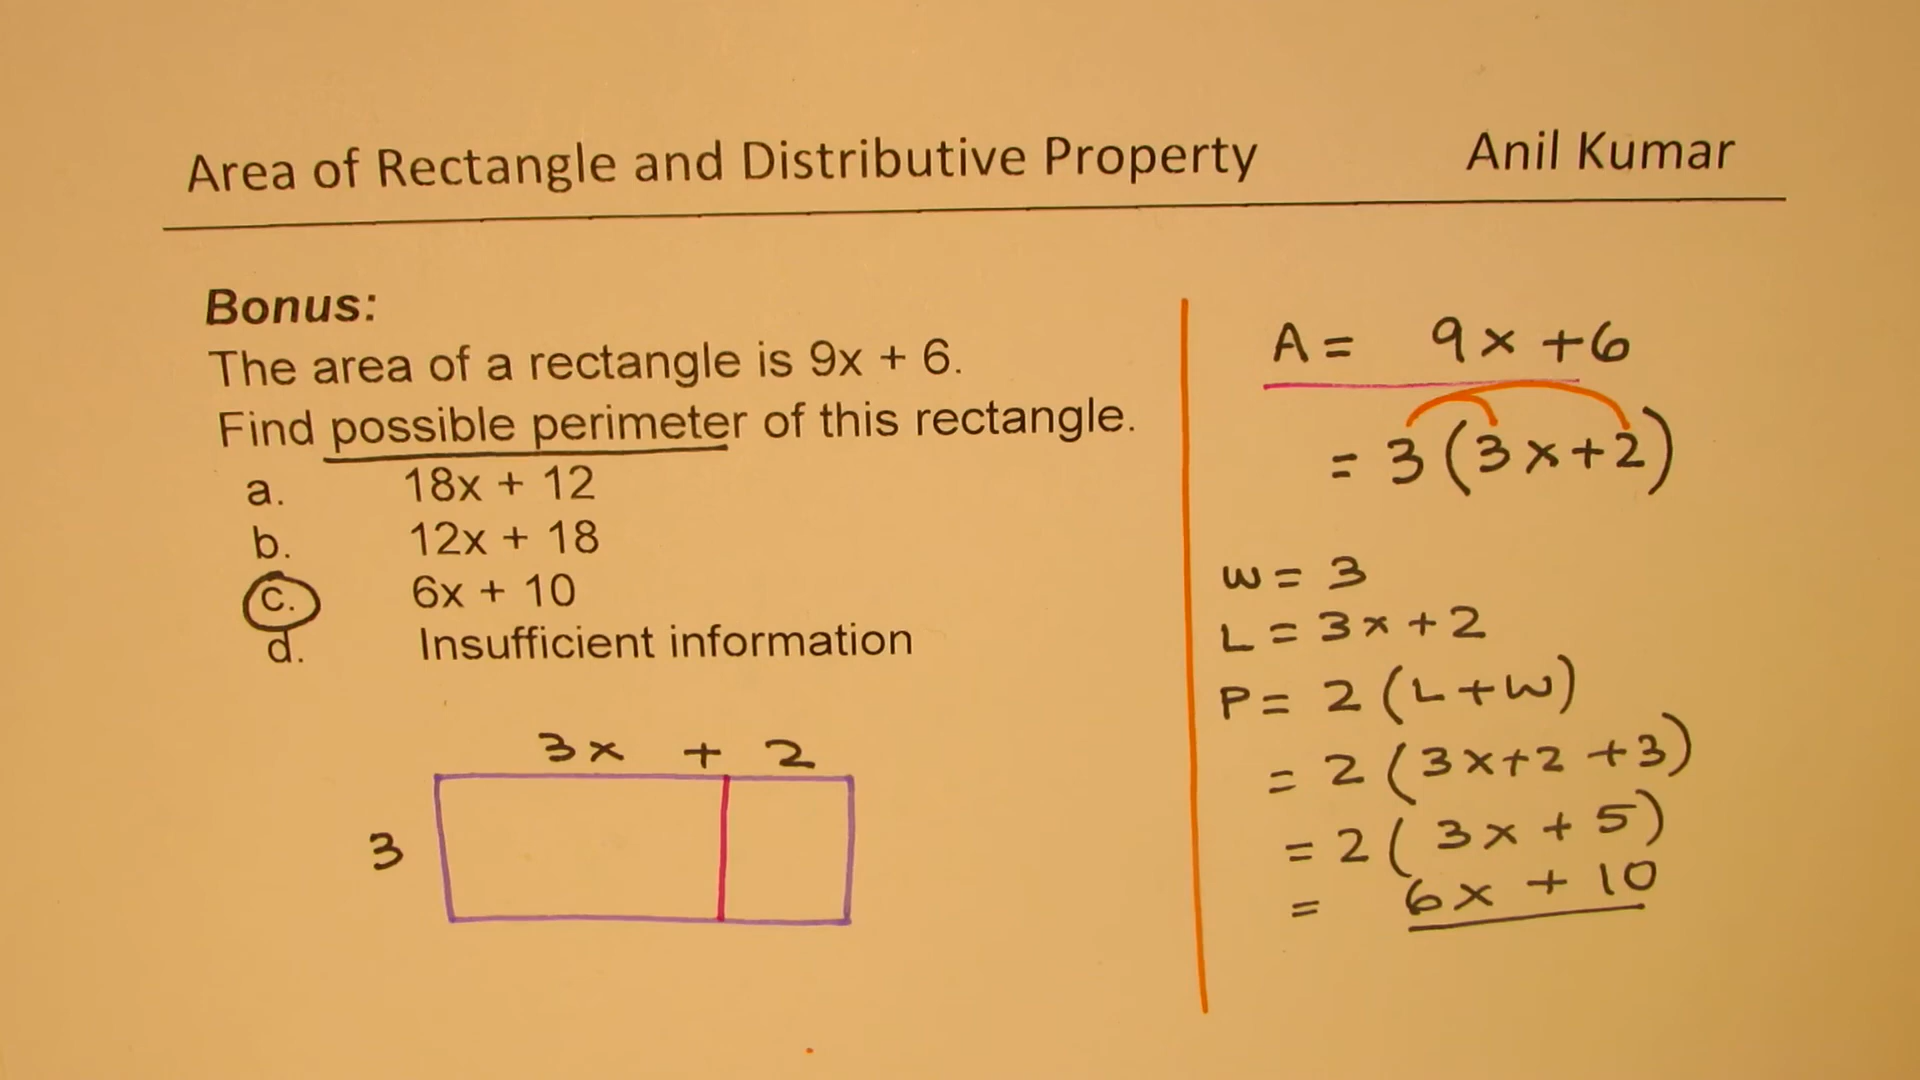 Area of Rectangle and Distributive Property Anil Kumar
Bonus:
The area of a rectangle is 9x + 6.
Find possible perimeter of this rectangle.
a. 18x + 12
b. 12x + 18
c. 6x + 10
d. Insufficient information
3x + 2
3
A = 9x + 6
= 3(3x+2)
W = 3
L = 3x + 2
P = 2(L+W)
= 2(3x+2+3)
= 2(3x+5)
= 6x + 10